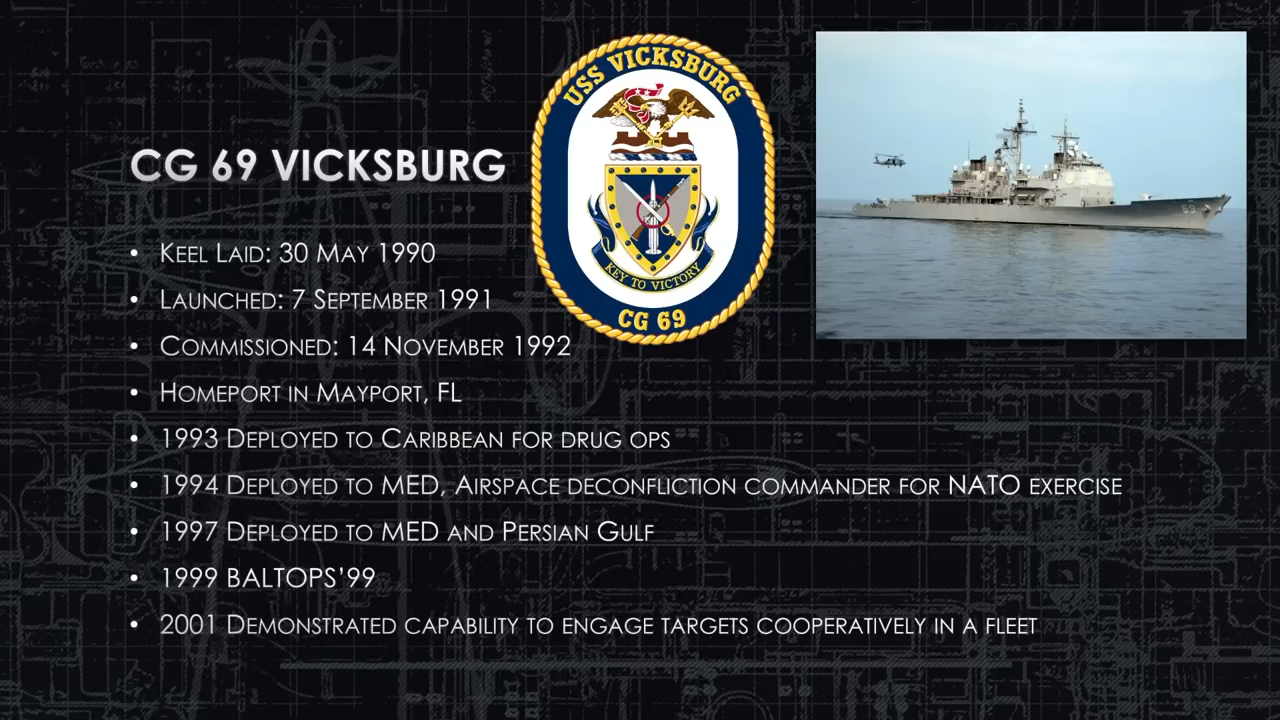 USS VICKSBURG
KEY TO VICTORY
CG 69
CG 69 VICKSBURG
• Keel Laid: 30 May 1990
• Launched: 7 September 1991
• Commissioned: 14 November 1992
• Homeport in Mayport, FL
• 1993 Deployed to Caribbean for drug ops
• 1994 Deployed to MED, Airspace deconfliction commander for NATO exercise
• 1997 Deployed to MED and Persian Gulf
• 1999 BALTOPS’99
• 2001 Demonstrated capability to engage targets cooperatively in a fleet